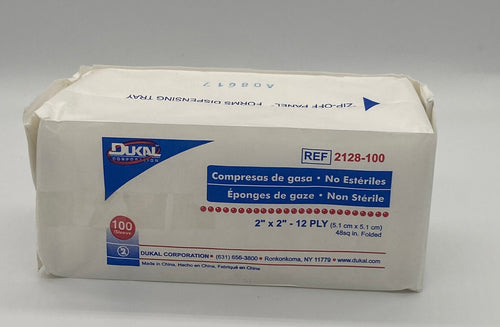 A08617
ZIP-OFF PANEL - FORMS DISPENSING TRAY
DUKAL
CORPORATION
REF 2128-100
Compresas de gasa • No Estériles
Éponges de gaze • Non Stérile
2" x 2" - 12 PLY (5.1 cm x 5.1 cm)
48sq in. Folded
100
/Sleeve
2
DUKAL CORPORATION • (631) 656-3800 • Ronkonkoma, NY 11779 • www.dukal.com
Made in China, Hecho en China, Fabriqué en Chine